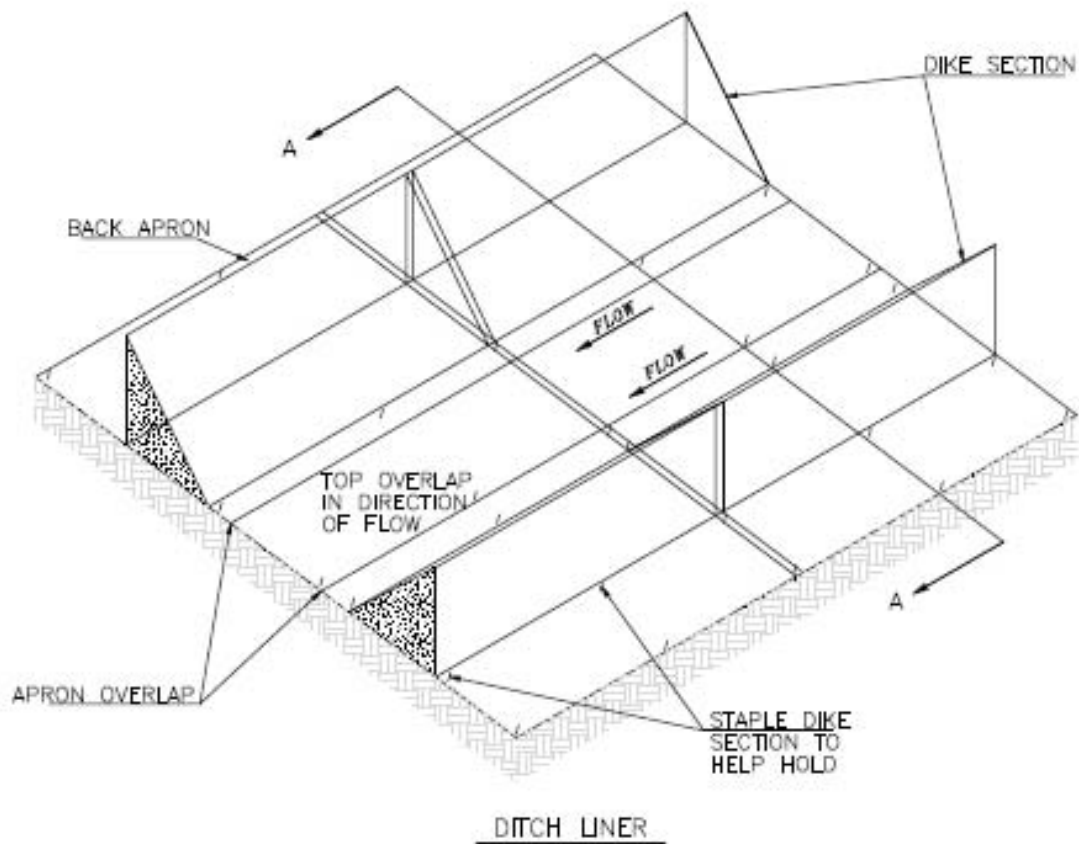 DIKE SECTION
A
BACK APRON
FLOW
FLOW
TOP OVERLAP
IN DIRECTION
OF FLOW
A
APRON OVERLAP
STAPLE DIKE
SECTION TO
HELP HOLD
DITCH LINER